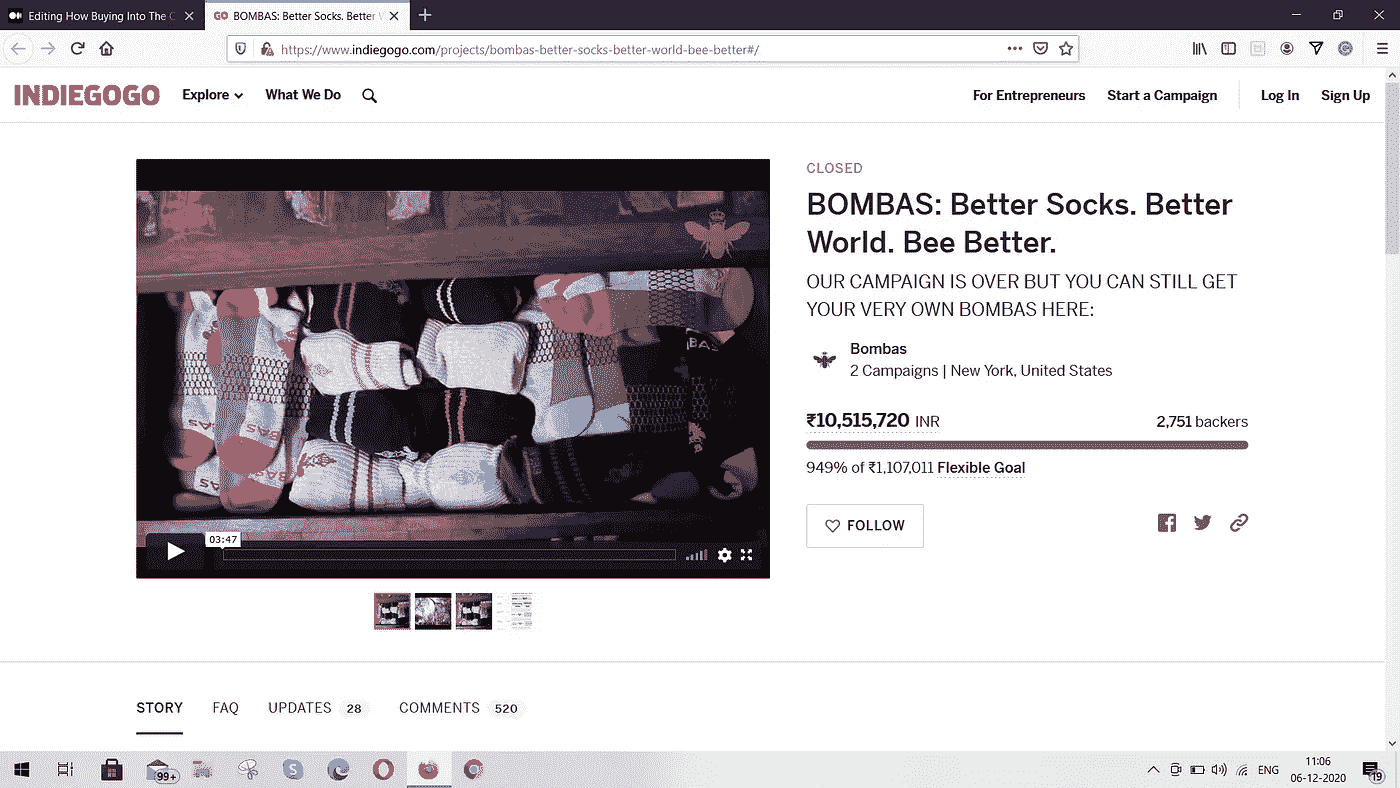 Editing How Buying Into The C
GO BOMBAS: Better Socks. Better W
https://www.indiegogo.com/projects/bombas-better-socks-better-world-bee-better#/
INDIEGOGO
Explore
What We Do
For Entrepreneurs
Start a Campaign
Log In
Sign Up
CLOSED
BOMBAS: Better Socks. Better
World. Bee Better.
OUR CAMPAIGN IS OVER BUT YOU CAN STILL GET
YOUR VERY OWN BOMBAS HERE:
Bombas
2 Campaigns | New York, United States
₹10,515,720 INR
2,751 backers
949% of ₹1,107,011 Flexible Goal
FOLLOW
BAS
03:47
STORY
FAQ
UPDATES 28
COMMENTS 520
99+
ENG
11:06
06-12-2020
19